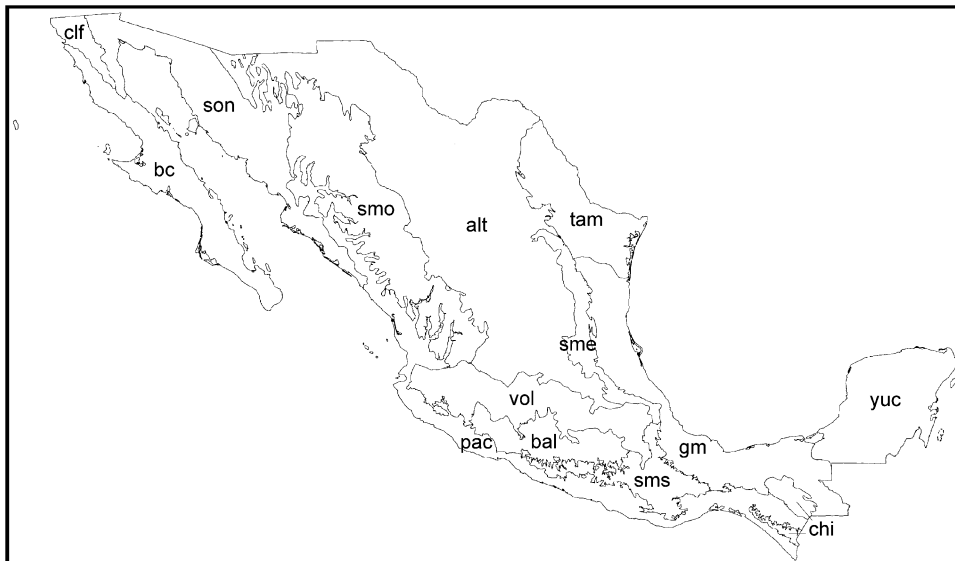 clf
son
bc
smo
alt
tam
sme
vol
yuc
pac
bal
gm
sms
chi